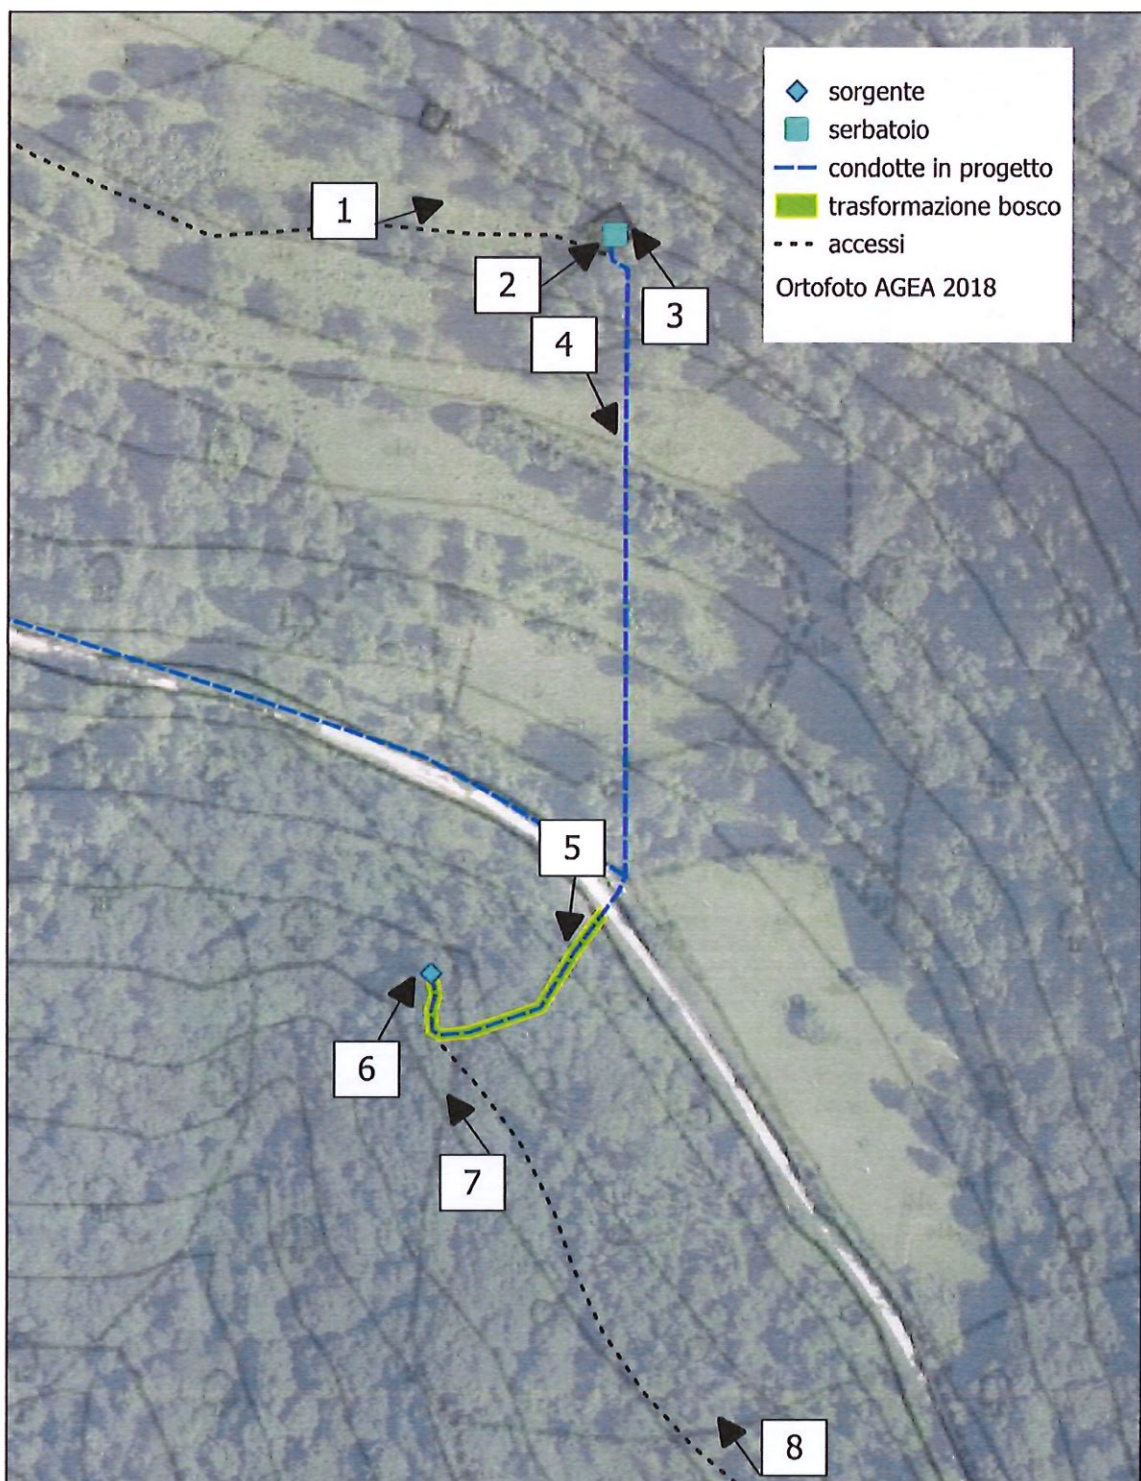 sorgente
serbatoio
condotte in progetto
trasformazione bosco
accessi
Ortofoto AGEA 2018
1
2
3
4
5
6
7
8